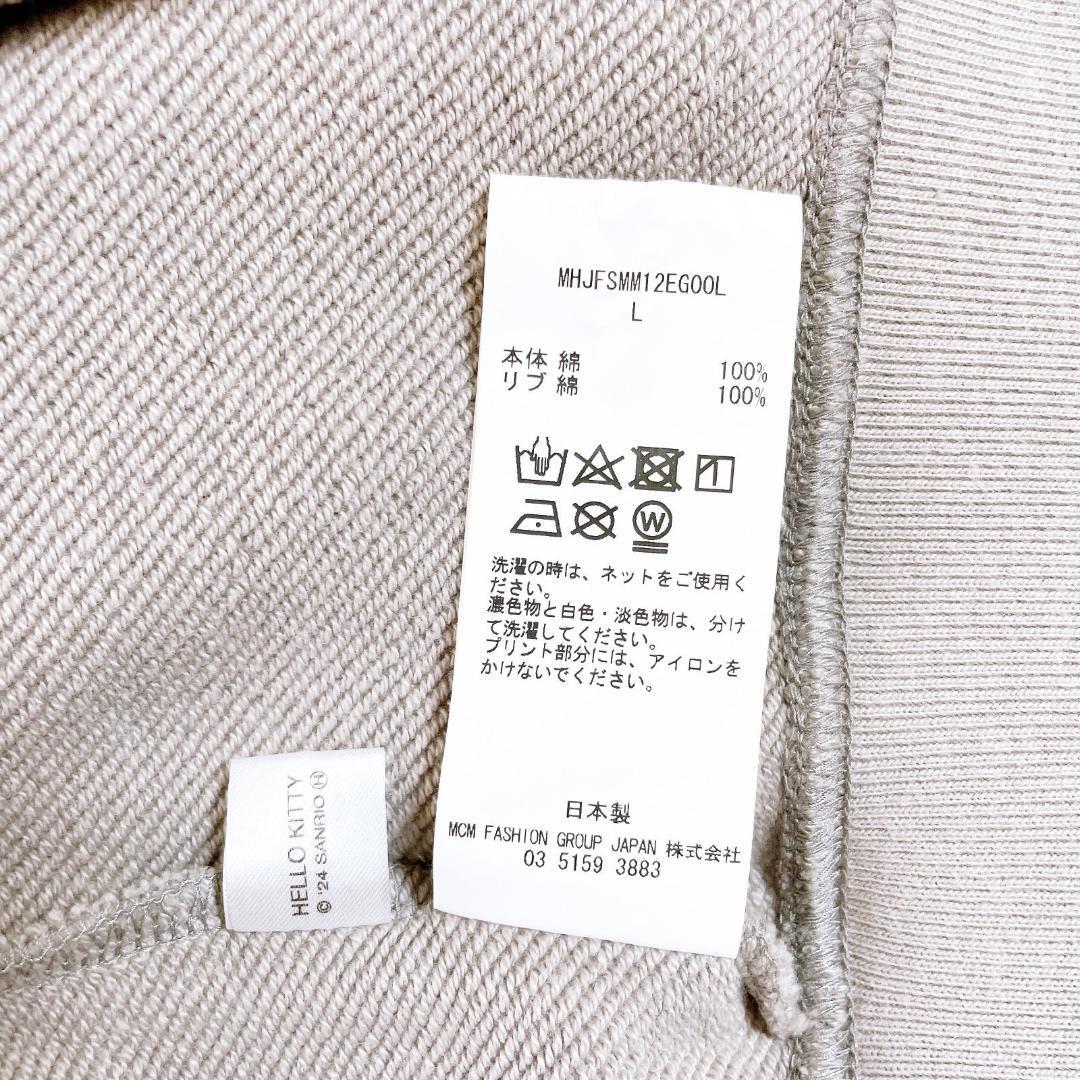 MHJFSMM12EG00L
L
本体 綿 100%
リブ 綿 100%
W
洗濯の時は、ネットをご使用く
ださい。
濃色物と白色・淡色物は、分け
て洗濯してください。
プリント部分には、アイロンを
かけないでください。
日本製
MCM FASHION GROUP JAPAN 株式会社
03 5159 3883
HELLO KITTY
© '24 SANRIO Ⓗ